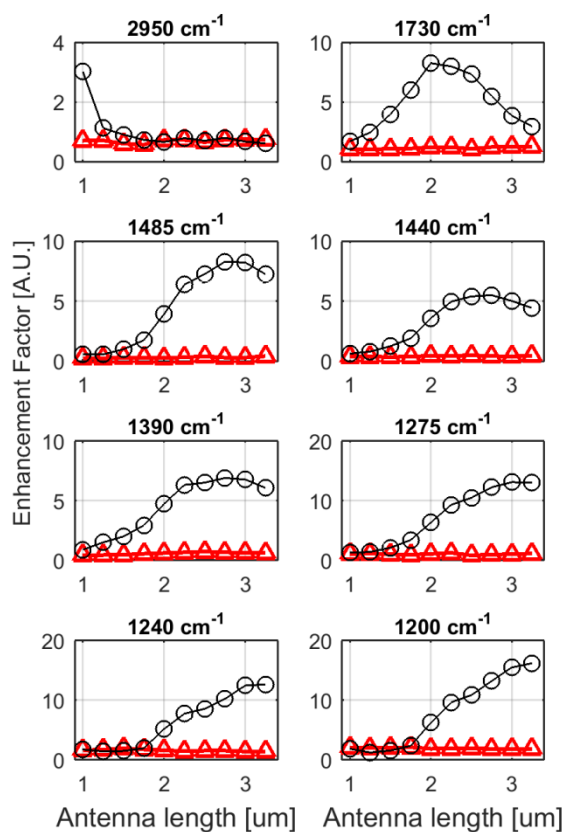 2950 cm⁻¹
4
2
0
1 2 3
1730 cm⁻¹
10
5
0
1 2 3
1485 cm⁻¹
10
5
0
1 2 3
1440 cm⁻¹
10
5
0
1 2 3
1390 cm⁻¹
10
5
0
1 2 3
1275 cm⁻¹
20
10
0
1 2 3
1240 cm⁻¹
20
10
0
1 2 3
1200 cm⁻¹
20
10
0
1 2 3
Enhancement Factor [A.U.]
Antenna length [um]
Antenna length [um]